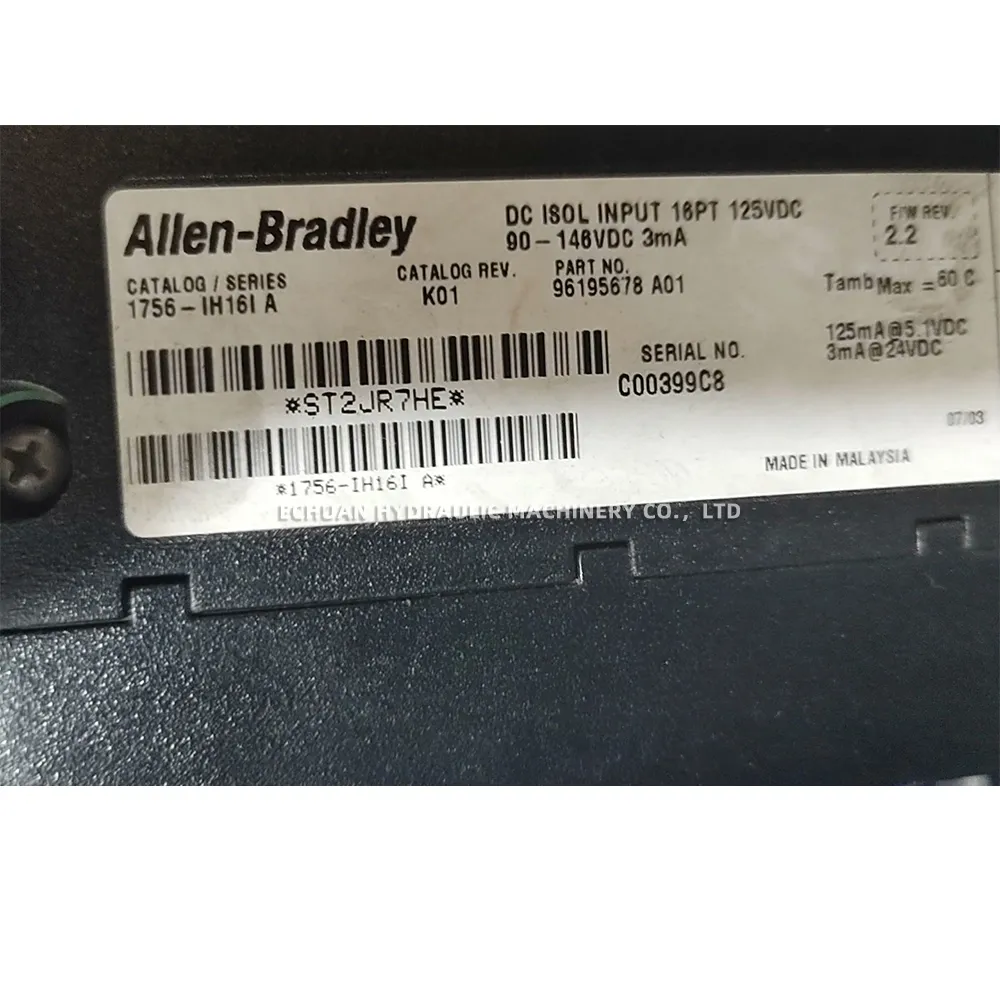 Allen-Bradley
DC ISOL INPUT 16PT 125VDC
90-146VDC 3mA
F/W REV.
2.2
CATALOG / SERIES
1756-IH16I A
CATALOG REV.
K01
PART NO.
96195678 A01
Tamb Max = 60 C
125mA@5.1VDC
3mA@24VDC
SERIAL NO.
C00399C8
*ST2JR7HE*
07/03
MADE IN MALAYSIA
*1756-IH16I A*
ECHUAN HYDRAULIC MACHINERY CO., LTD